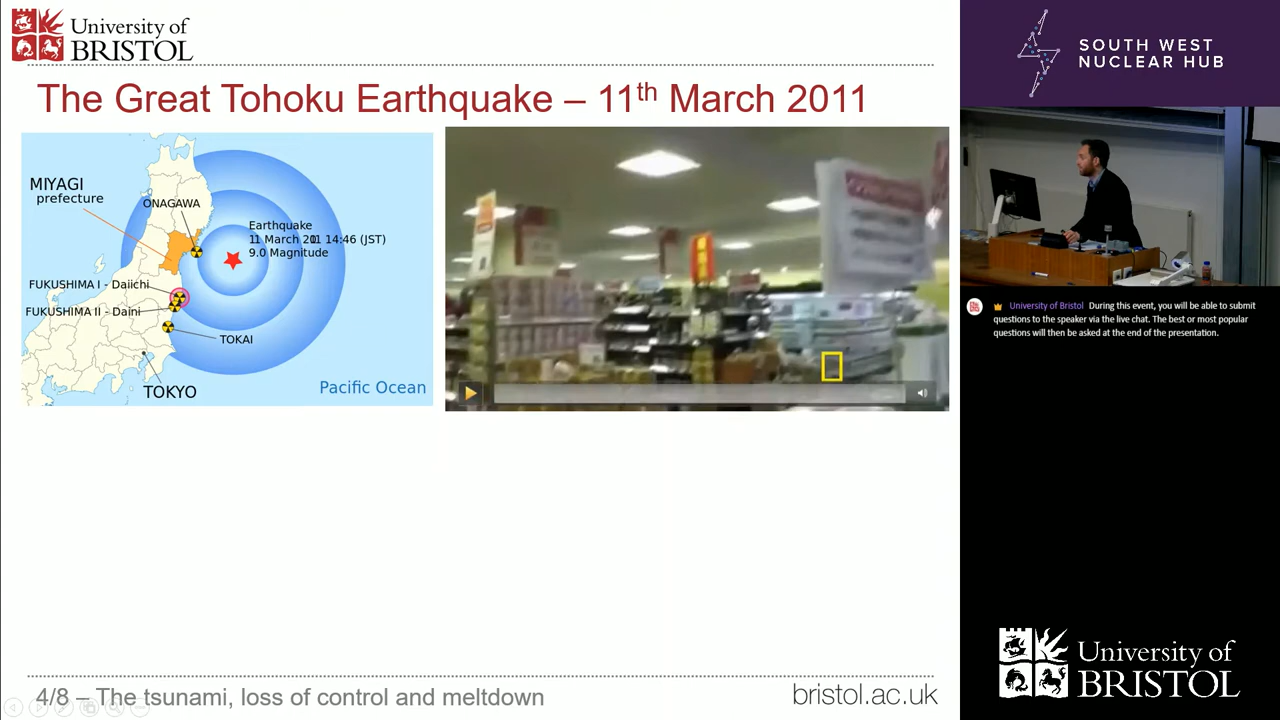 University of
BRISTOL
The Great Tohoku Earthquake – 11th March 2011
MIYAGI
prefecture
ONAGAWA
Earthquake
11 March 2011 14:46 (JST)
9.0 Magnitude
FUKUSHIMA I - Daiichi
FUKUSHIMA II - Daini
TOKAI
TOKYO
Pacific Ocean
4/8 – The tsunami, loss of control and meltdown
bristol.ac.uk
SOUTH WEST
NUCLEAR HUB
University of Bristol During this event, you will be able to submit
questions to the speaker via the live chat. The best or most popular
questions will then be asked at the end of the presentation.
University of
BRISTOL